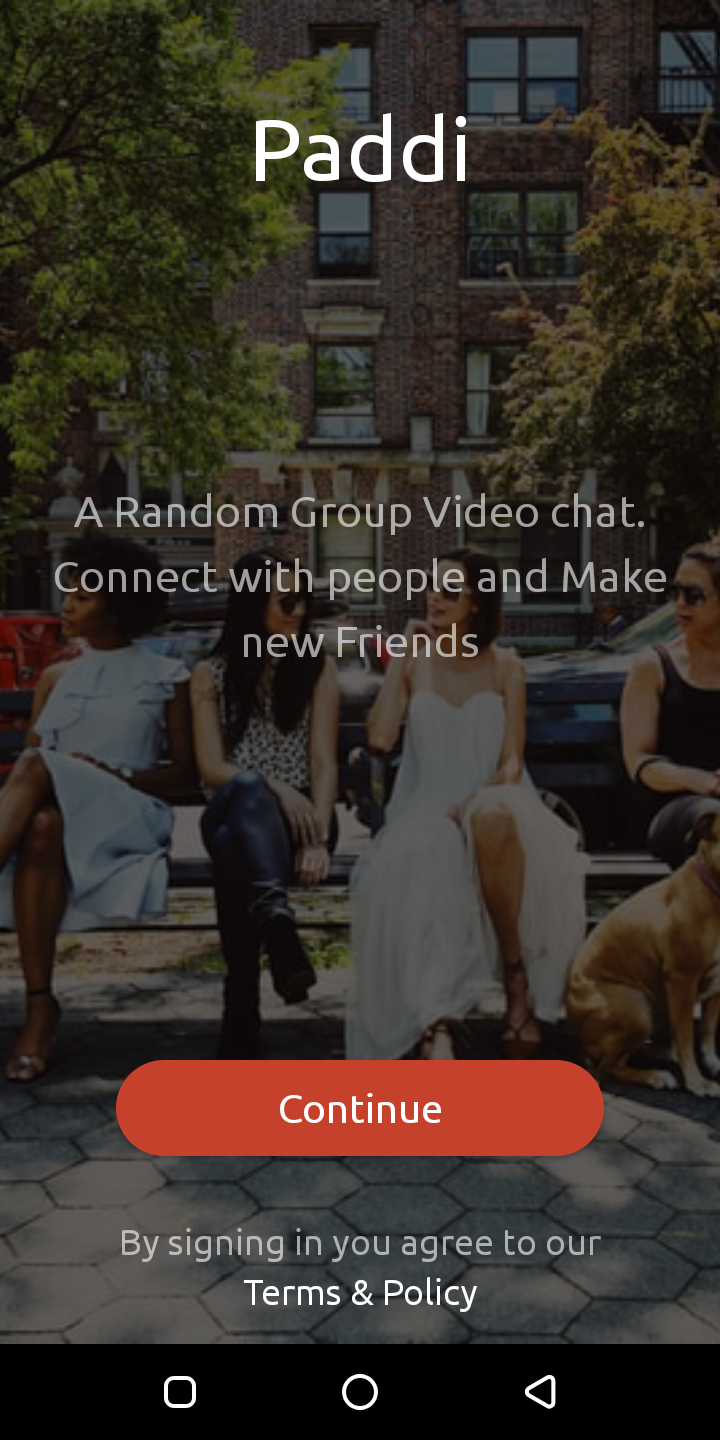 Paddi
A Random Group Video chat.
Connect with people and Make
new Friends
Continue
By signing in you agree to our
Terms & Policy